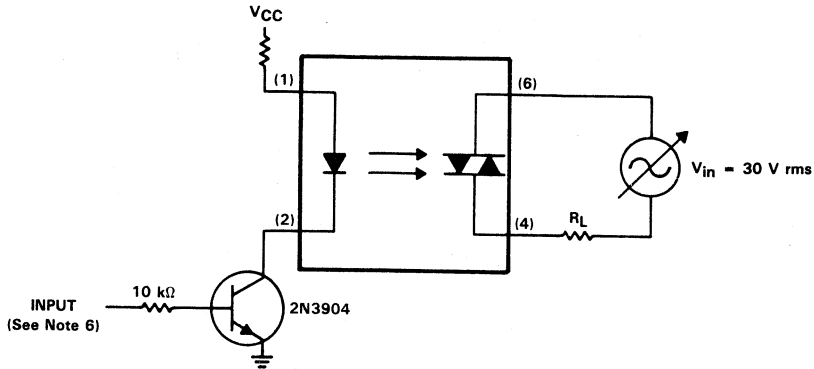 VCC
(1)
(6)
Vin = 30 V rms
(2)
(4)
RL
10 kΩ
INPUT
(See Note 6)
2N3904